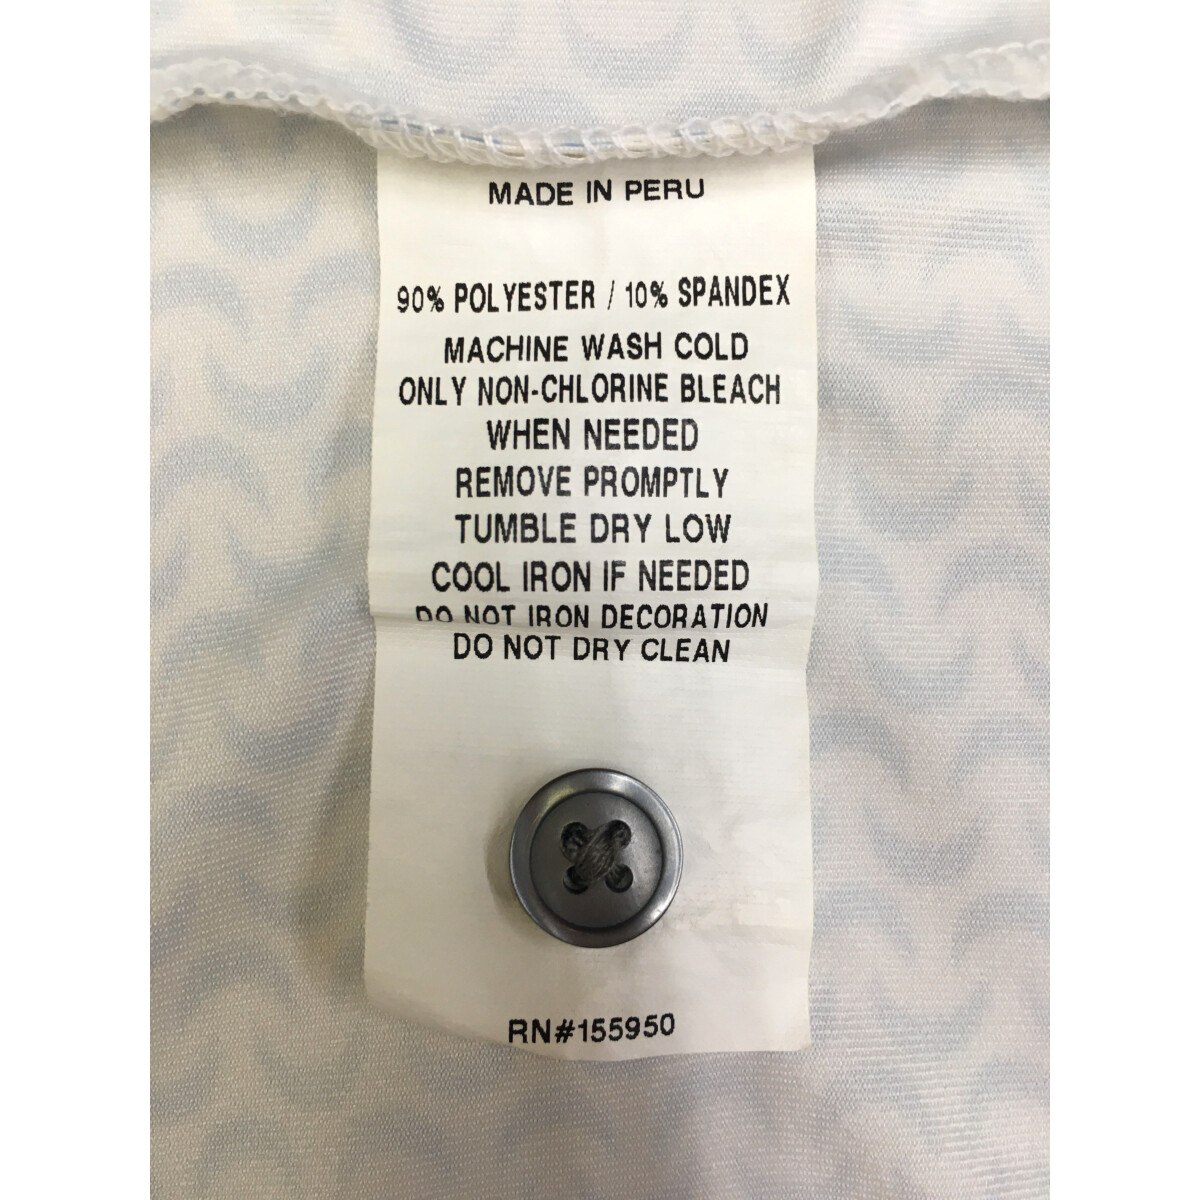 MADE IN PERU
90% POLYESTER / 10% SPANDEX
MACHINE WASH COLD
ONLY NON-CHLORINE BLEACH
WHEN NEEDED
REMOVE PROMPTLY
TUMBLE DRY LOW
COOL IRON IF NEEDED
DO NOT IRON DECORATION
DO NOT DRY CLEAN
RN#155950